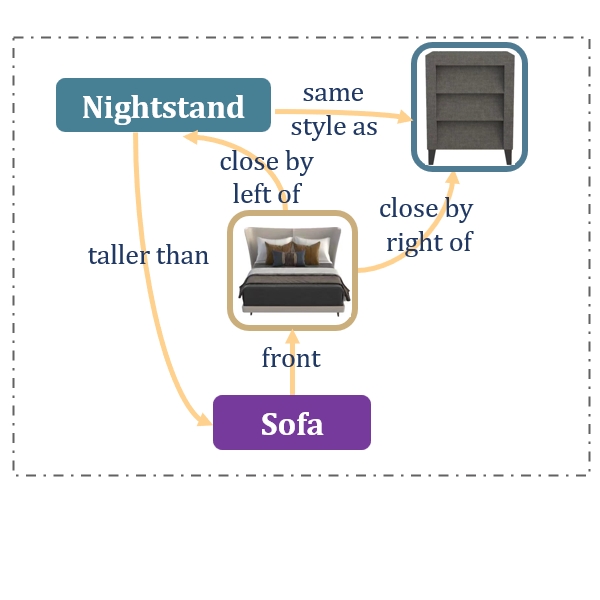 Nightstand
same
style as
close by
left of
close by
right of
taller than
front
Sofa